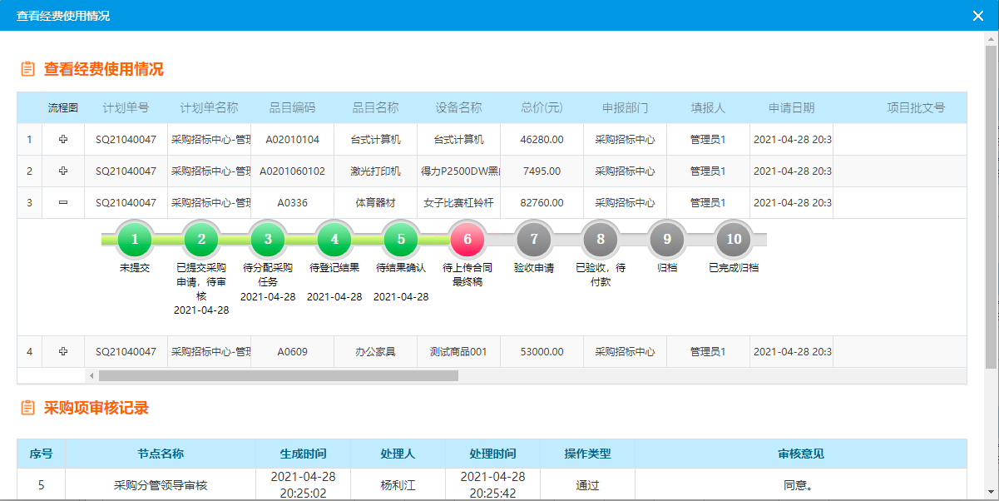 查看经费使用情况
查看经费使用情况
流程图 计划单号 计划单名称 品目编码 品目名称 设备名称 总价(元) 申报部门 填报人 申请日期 项目批文号
1 SQ21040047 采购招标中心-管理 A02010104 台式计算机 台式计算机 46280.00 采购招标中心 管理员1 2021-04-28 20:3
2 SQ21040047 采购招标中心-管理 A0201060102 激光打印机 得力P2500DW黑 7495.00 采购招标中心 管理员1 2021-04-28 20:3
3 SQ21040047 采购招标中心-管理 A0336 体育器材 女子比赛杠铃杆 82760.00 采购招标中心 管理员1 2021-04-28 20:3
1 2 3 4 5 6 7 8 9 10
未提交 已提交采购 待分配采购 待登记结果 待结果确认 待上传合同 验收申请 已验收，待 归档 已完成归档
申请，待审 任务 最终稿 付款
核 2021-04-28 2021-04-28 2021-04-28
2021-04-28
4 SQ21040047 采购招标中心-管理 A0609 办公家具 测试商品001 53000.00 采购招标中心 管理员1 2021-04-28 20:3
采购项审核记录
序号 节点名称 生成时间 处理人 处理时间 操作类型 审核意见
5 采购分管领导审核 2021-04-28 杨利江 2021-04-28 通过 同意。
20:25:02 20:25:42